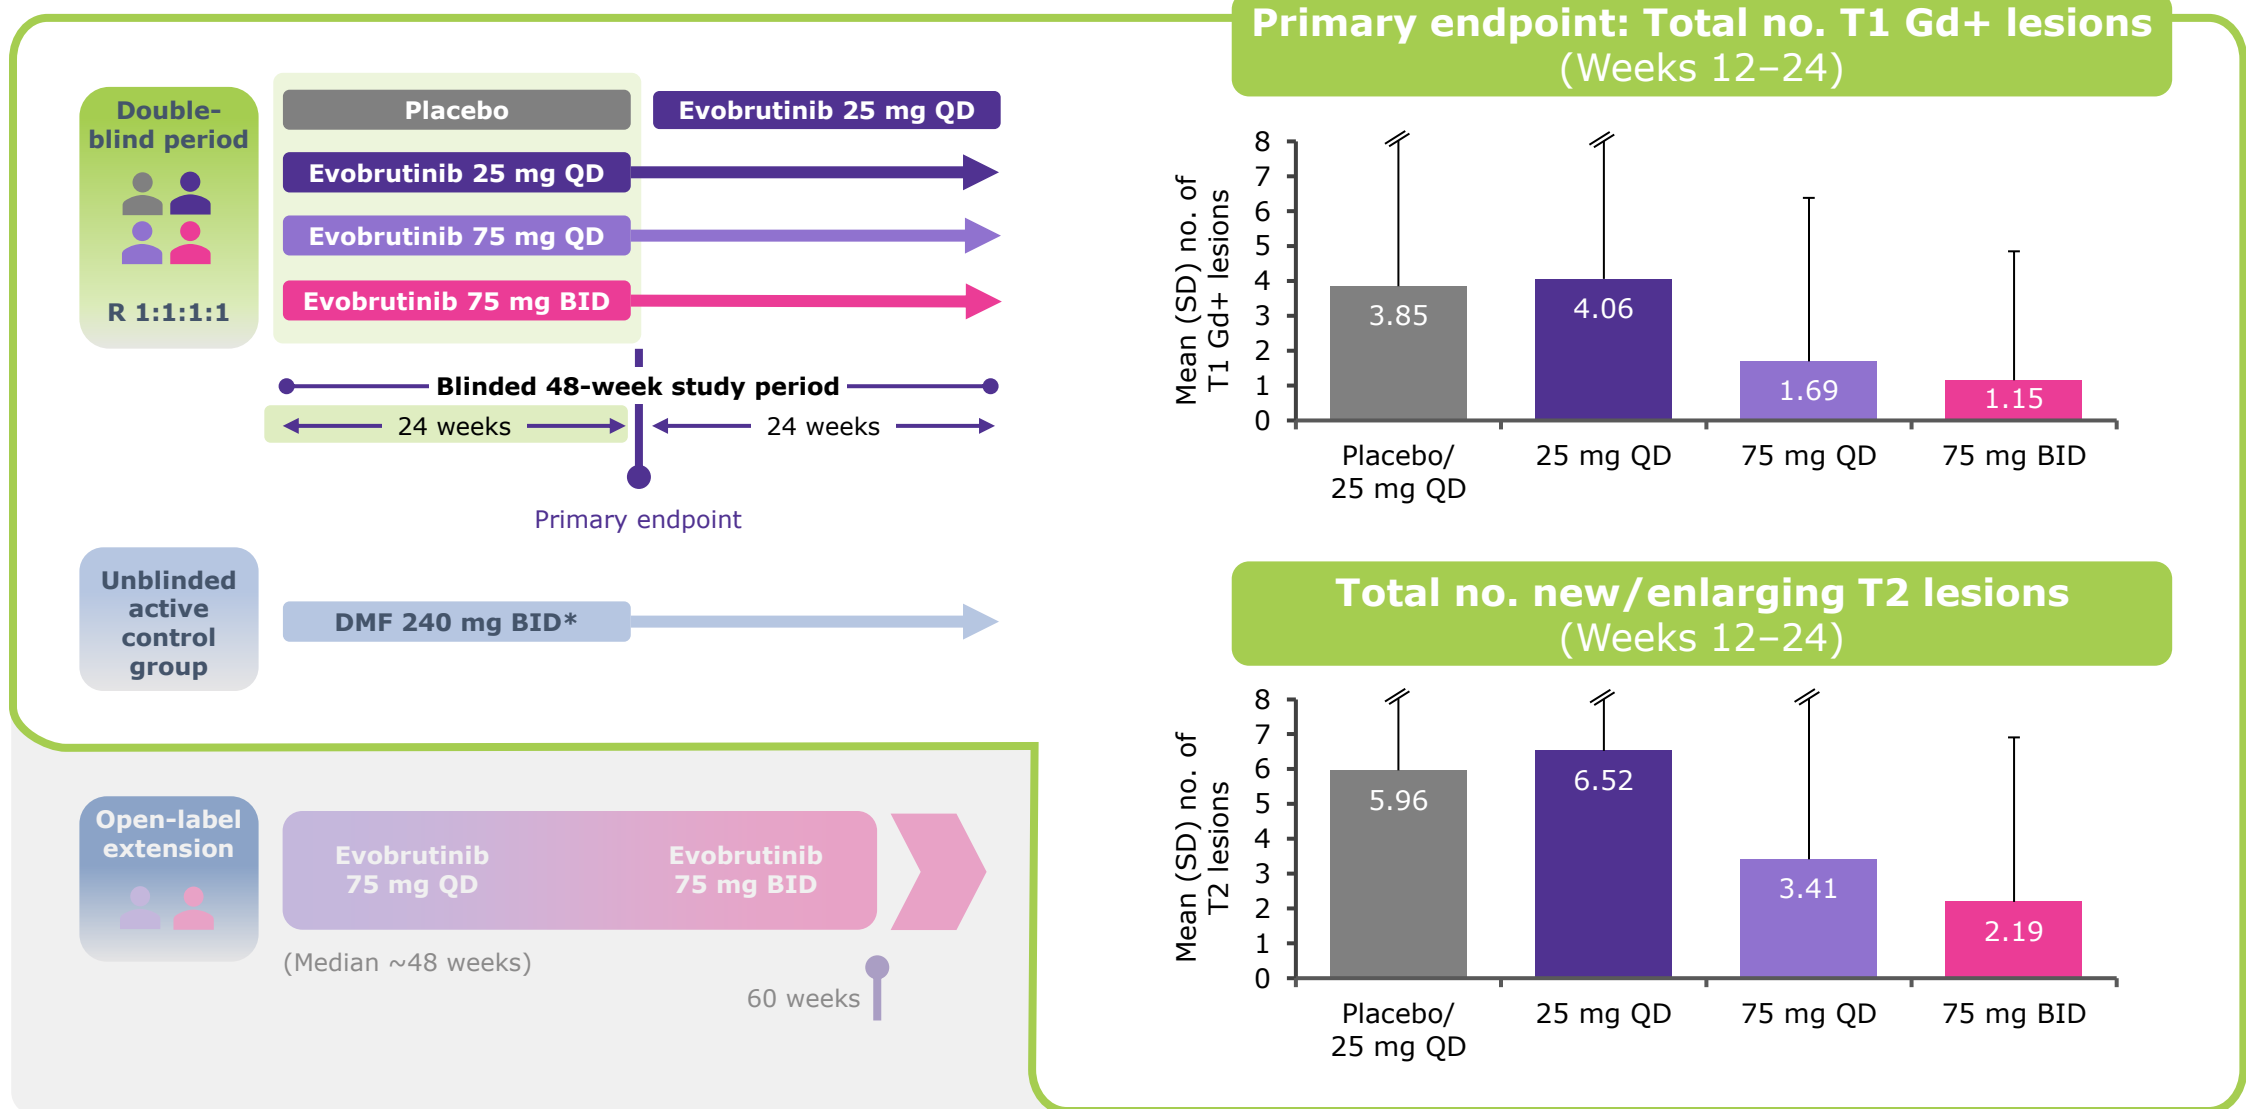 Double-
blind period
R 1:1:1:1
Placebo
Evobrutinib 25 mg QD
Evobrutinib 25 mg QD
Evobrutinib 75 mg QD
Evobrutinib 75 mg BID
Blinded 48-week study period
24 weeks
24 weeks
Primary endpoint
Unblinded
active
control
group
DMF 240 mg BID*
Open-label
extension
Evobrutinib
75 mg QD
Evobrutinib
75 mg BID
(Median ~48 weeks)
60 weeks
Primary endpoint: Total no. T1 Gd+ lesions
(Weeks 12–24)
Mean (SD) no. of
T1 Gd+ lesions
8
7
6
5
4
3
2
1
0
3.85
4.06
1.69
1.15
Placebo/
25 mg QD
25 mg QD
75 mg QD
75 mg BID
Total no. new/enlarging T2 lesions
(Weeks 12–24)
Mean (SD) no. of
T2 lesions
8
7
6
5
4
3
2
1
0
5.96
6.52
3.41
2.19
Placebo/
25 mg QD
25 mg QD
75 mg QD
75 mg BID